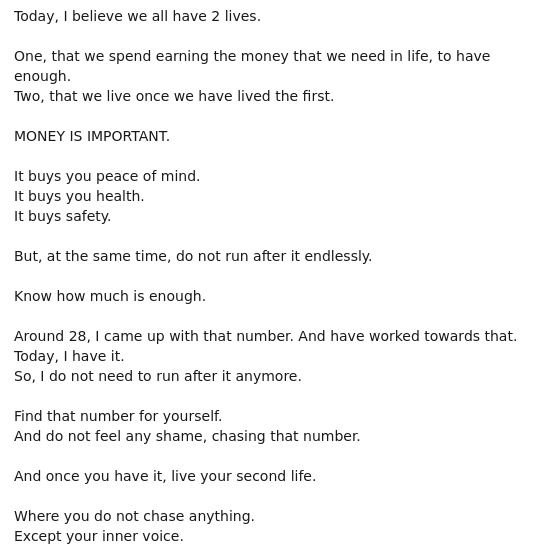 Today, I believe we all have 2 lives.
One, that we spend earning the money that we need in life, to have
enough.
Two, that we live once we have lived the first.
MONEY IS IMPORTANT.
It buys you peace of mind.
It buys you health.
It buys safety.
But, at the same time, do not run after it endlessly.
Know how much is enough.
Around 28, I came up with that number. And have worked towards that.
Today, I have it.
So, I do not need to run after it anymore.
Find that number for yourself.
And do not feel any shame, chasing that number.
And once you have it, live your second life.
Where you do not chase anything.
Except your inner voice.